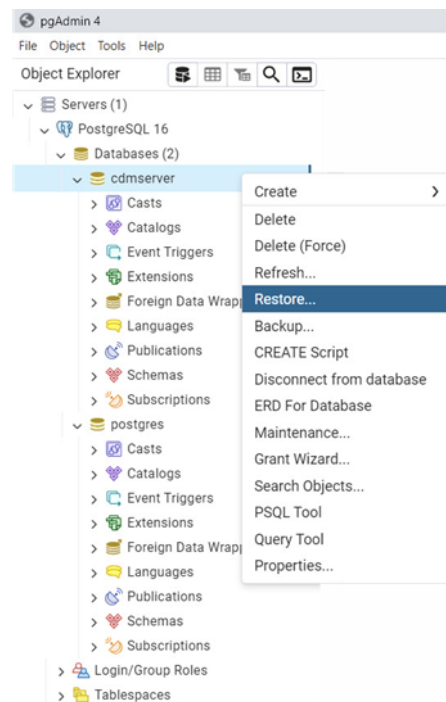 pgAdmin 4
File Object Tools Help
Object Explorer
Servers (1)
PostgreSQL 16
Databases (2)
cdmserver
Casts
Catalogs
Event Triggers
Extensions
Foreign Data Wrapp
Languages
Publications
Schemas
Subscriptions
postgres
Casts
Catalogs
Event Triggers
Extensions
Foreign Data Wrapp
Languages
Publications
Schemas
Subscriptions
Login/Group Roles
Tablespaces
Create
Delete
Delete (Force)
Refresh...
Restore...
Backup...
CREATE Script
Disconnect from database
ERD For Database
Maintenance...
Grant Wizard...
Search Objects...
PSQL Tool
Query Tool
Properties...